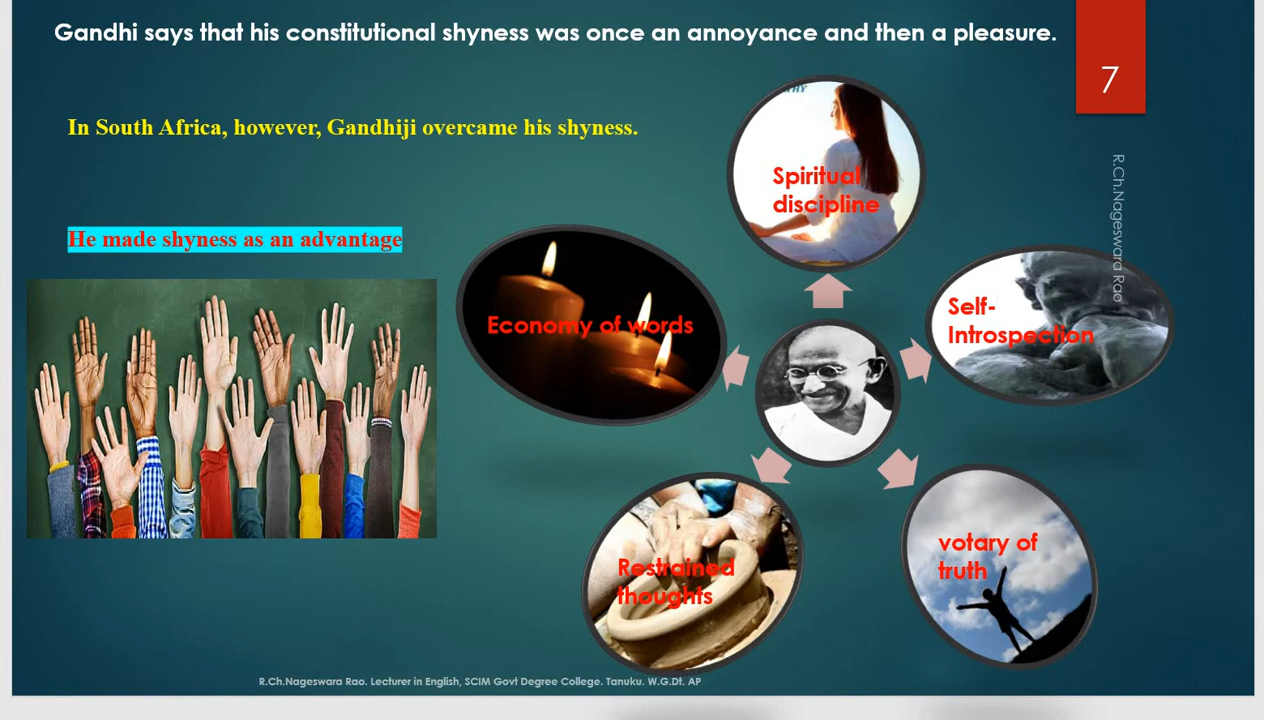 Gandhi says that his constitutional shyness was once an annoyance and then a pleasure.
7
In South Africa, however, Gandhiji overcame his shyness.
He made shyness as an advantage
Spiritual
discipline
Self-
Introspection
Economy of words
votary of
truth
Restrained
thoughts
R.Ch.Nageswara Rao
R.Ch.Nageswara Rao. Lecturer in English, SCIM Govt Degree College. Tanuku. W.G.Dt. AP